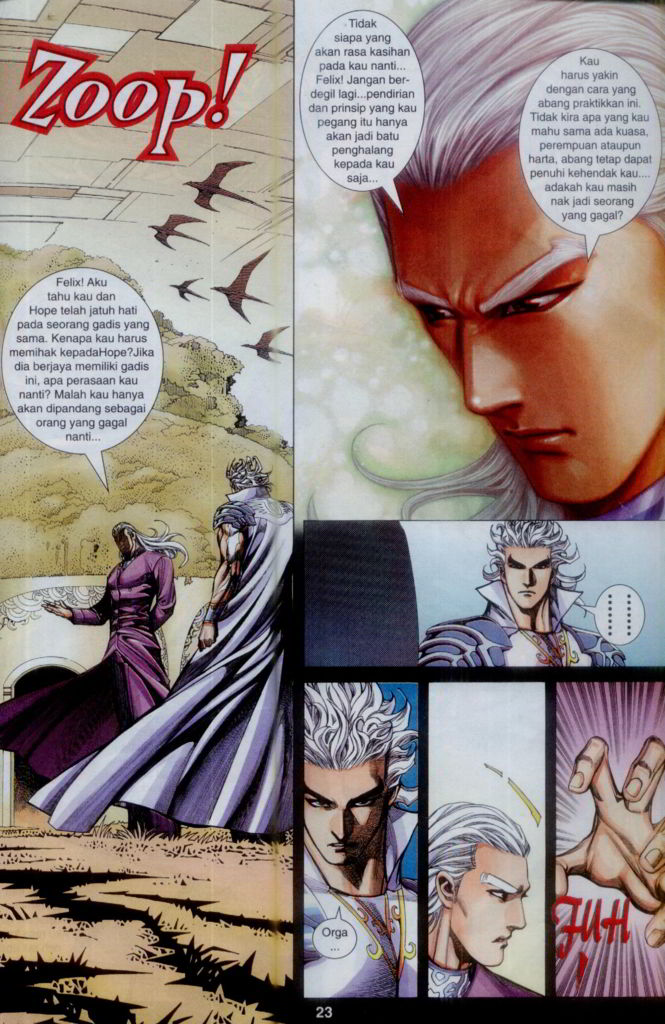 Zoop!
Felix! Aku
tahu kau dan
Hope telah jatuh hati
pada seorang gadis yang
sama. Kenapa kau harus
memihak kepadaHope?Jika
dia berjaya memiliki gadis
ini, apa perasaan kau
nanti? Malah kau hanya
akan dipandang sebagai
orang yang gagal
nanti...
Tidak
siapa yang
akan rasa kasihan
pada kau nanti...
Felix! Jangan ber-
degil lagi...pendirian
dan prinsip yang kau
pegang itu hanya
akan jadi batu
penghalang
kepada kau
saja...
Kau
harus yakin
dengan cara yang
abang praktikkan ini.
Tidak kira apa yang kau
mahu sama ada kuasa,
perempuan ataupun
harta, abang tetap dapat
penuhi kehendak kau....
adakah kau masih
nak jadi seorang
yang gagal?
Orga
...
JUH
!
23